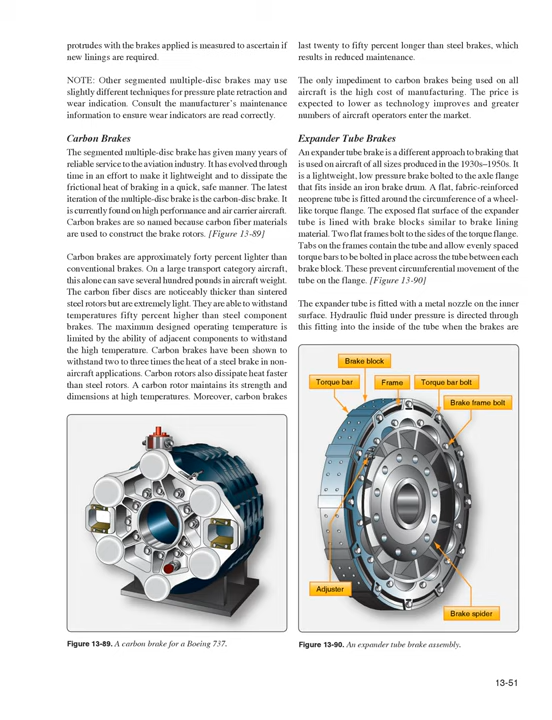 protrudes with the brakes applied is measured to ascertain if
new linings are required.
NOTE: Other segmented multiple-disc brakes may use
slightly different techniques for pressure plate retraction and
wear indication. Consult the manufacturer's maintenance
information to ensure wear indicators are read correctly.
Carbon Brakes
The segmented multiple-disc brake has given many years of
reliable service to the aviation industry. It has evolved through
time in an effort to make it lightweight and to dissipate the
frictional heat of braking in a quick, safe manner. The latest
iteration of the multiple-disc brake is the carbon-disc brake. It
is currently found on high performance and air carrier aircraft.
Carbon brakes are so named because carbon fiber materials
are used to construct the brake rotors. [Figure 13-89]
Carbon brakes are approximately forty percent lighter than
conventional brakes. On a large transport category aircraft,
this alone can save several hundred pounds in aircraft weight.
The carbon fiber discs are noticeably thicker than sintered
steel rotors but are extremely light. They are able to withstand
temperatures fifty percent higher than steel component
brakes. The maximum designed operating temperature is
limited by the ability of adjacent components to withstand
the high temperature. Carbon brakes have been shown to
withstand two to three times the heat of a steel brake in non-
aircraft applications. Carbon rotors also dissipate heat faster
than steel rotors. A carbon rotor maintains its strength and
dimensions at high temperatures. Moreover, carbon brakes
Figure 13-89. A carbon brake for a Boeing 737.
last twenty to fifty percent longer than steel brakes, which
results in reduced maintenance.
The only impediment to carbon brakes being used on all
aircraft is the high cost of manufacturing. The price is
expected to lower as technology improves and greater
numbers of aircraft operators enter the market.
Expander Tube Brakes
An expander tube brake is a different approach to braking that
is used on aircraft of all sizes produced in the 1930s–1950s. It
is a lightweight, low pressure brake bolted to the axle flange
that fits inside an iron brake drum. A flat, fabric-reinforced
neoprene tube is fitted around the circumference of a wheel-
like torque flange. The exposed flat surface of the expander
tube is lined with brake blocks similar to brake lining
material. Two flat frames bolt to the sides of the torque flange.
Tabs on the frames contain the tube and allow evenly spaced
torque bars to be bolted in place across the tube between each
brake block. These prevent circumferential movement of the
tube on the flange. [Figure 13-90]
The expander tube is fitted with a metal nozzle on the inner
surface. Hydraulic fluid under pressure is directed through
this fitting into the inside of the tube when the brakes are
Brake block
Torque bar
Frame
Torque bar bolt
Brake frame bolt
Adjuster
Brake spider
Figure 13-90. An expander tube brake assembly.
13-51